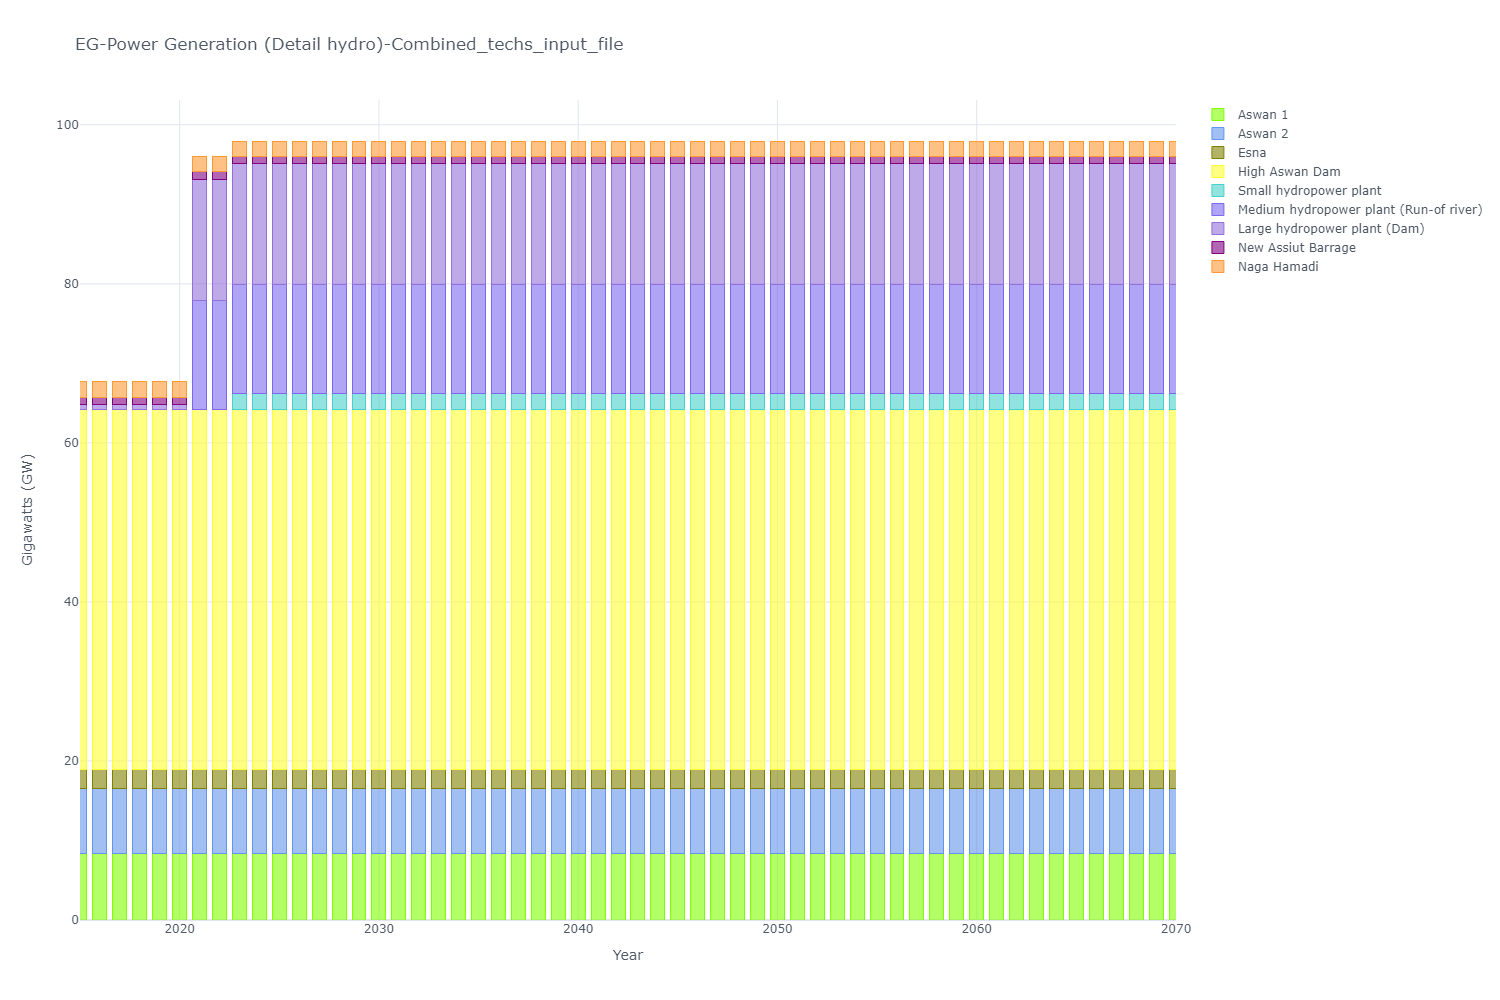 EG-Power Generation (Detail hydro)-Combined_techs_input_file
100
80
60
40
20
0
Gigawatts (GW)
2020
2030
2040
2050
2060
2070
Year
Aswan 1
Aswan 2
Esna
High Aswan Dam
Small hydropower plant
Medium hydropower plant (Run-of river)
Large hydropower plant (Dam)
New Assiut Barrage
Naga Hamadi